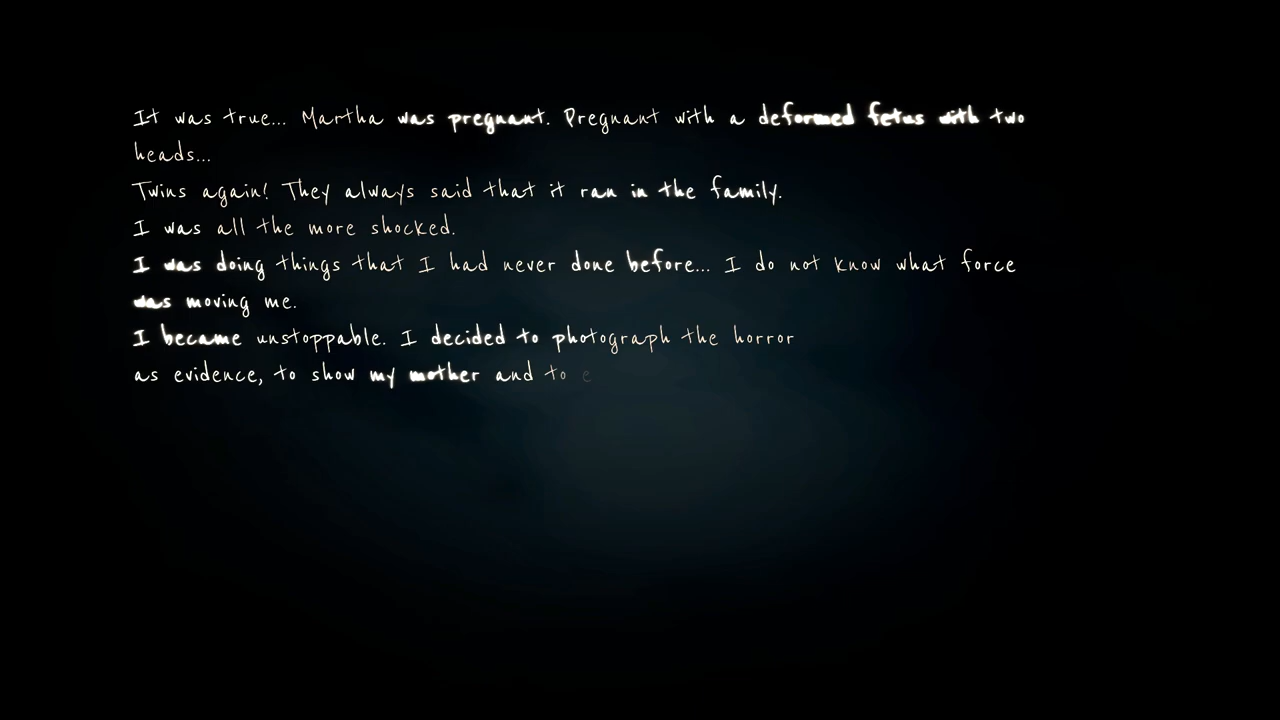 It was true... Martha was pregnant. Pregnant with a deformed fetus with two
heads...
Twins again! They always said that it ran in the family.
I was all the more shocked.
I was doing things that I had never done before... I do not know what force
was moving me.
I became unstoppable. I decided to photograph the horror
as evidence, to show my mother and to e